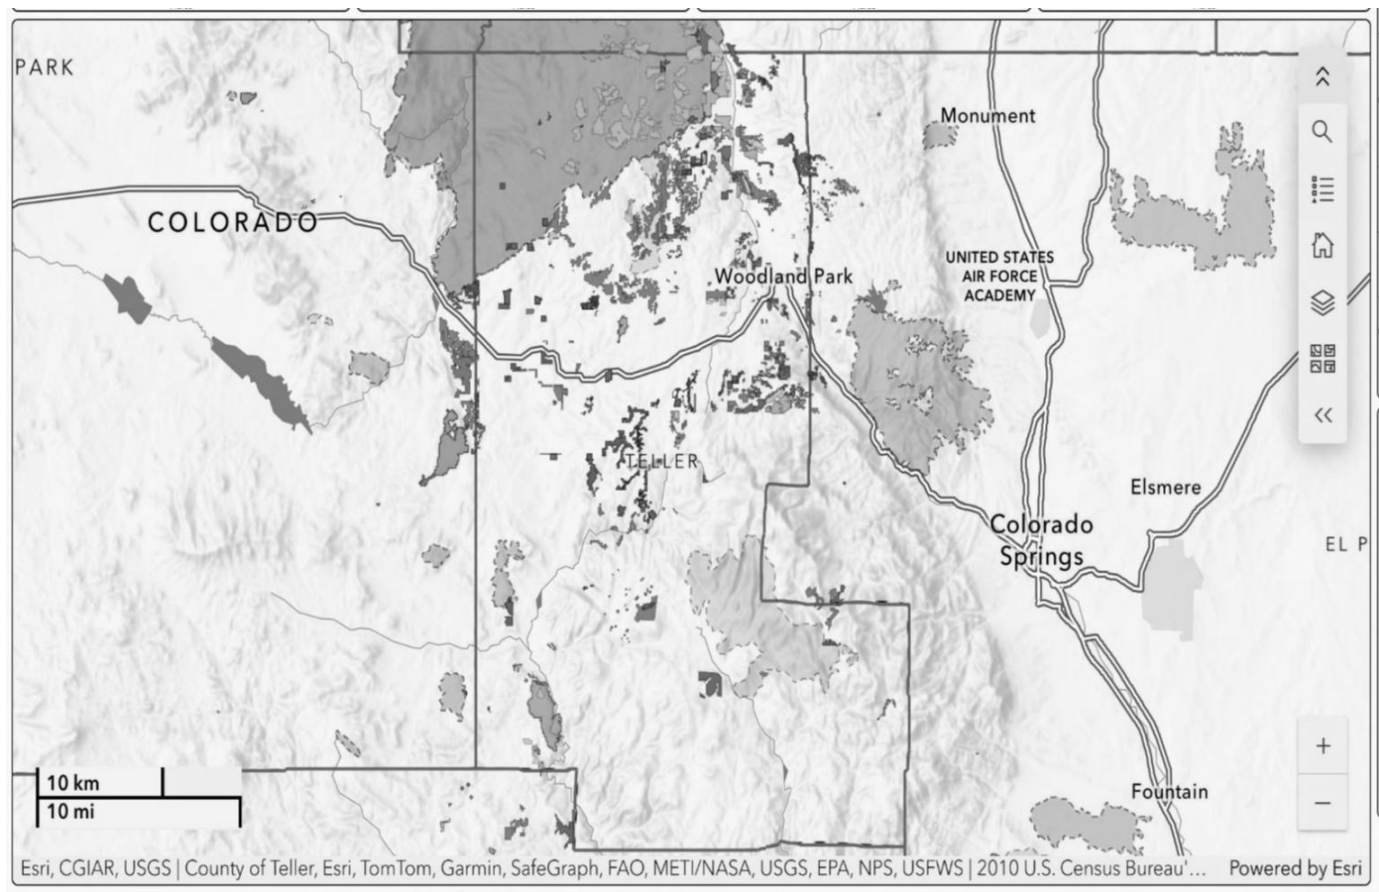 PARK
Monument
COLORADO
UNITED STATES
AIR FORCE
ACADEMY
Woodland Park
TELLER
Elsmere
Colorado
Springs
EL P
10 km
10 mi
Fountain
Esri, CGIAR, USGS | County of Teller, Esri, TomTom, Garmin, SafeGraph, FAO, METI/NASA, USGS, EPA, NPS, USFWS | 2010 U.S. Census Bureau'... Powered by Esri